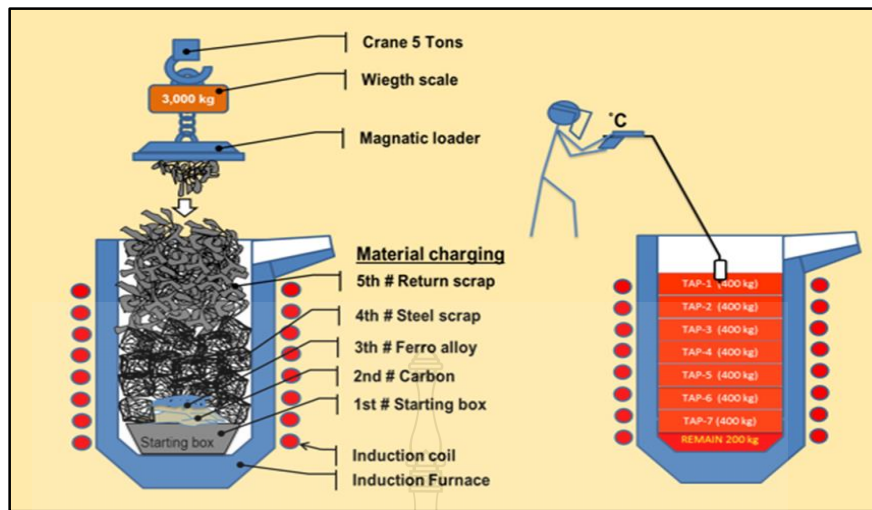 Crane 5 Tons
Wiegth scale
3,000 kg
Magnatic loader
°C
Material charging
5th # Return scrap
4th # Steel scrap
3th # Ferro alloy
2nd # Carbon
1st # Starting box
Starting box
Induction coil
Induction Furnace
TAP-1 (400 kg)
TAP-2 (400 kg)
TAP-3 (400 kg)
TAP-4 (400 kg)
TAP-5 (400 kg)
TAP-6 (400 kg)
TAP-7 (400 kg)
REMAIN 200 kg